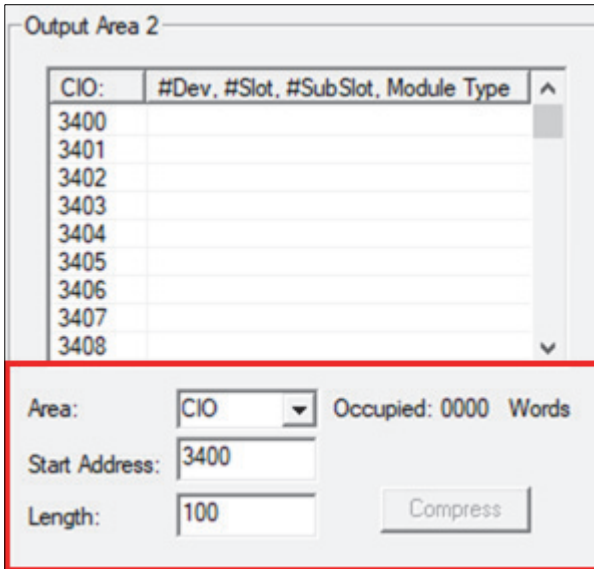 Output Area 2
CIO: #Dev, #Slot, #SubSlot, Module Type
3400
3401
3402
3403
3404
3405
3406
3407
3408
Area: CIO Occupied: 0000 Words
Start Address: 3400
Length: 100 Compress